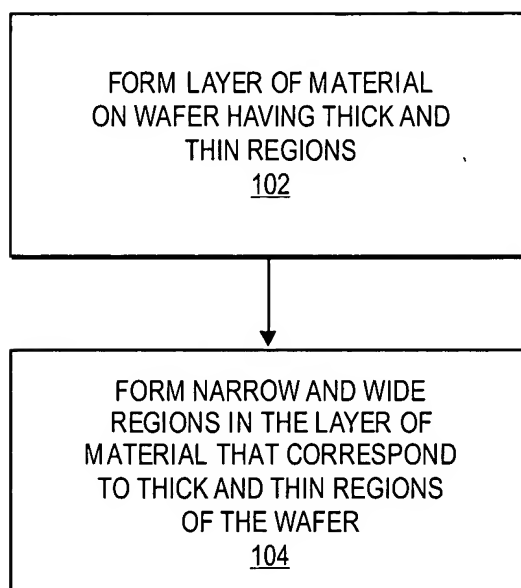 FORM LAYER OF MATERIAL
ON WAFER HAVING THICK AND
THIN REGIONS
102
FORM NARROW AND WIDE
REGIONS IN THE LAYER OF
MATERIAL THAT CORRESPOND
TO THICK AND THIN REGIONS
OF THE WAFER
104